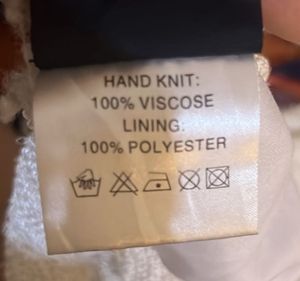 HAND KNIT:
100% VISCOSE
LINING:
100% POLYESTER